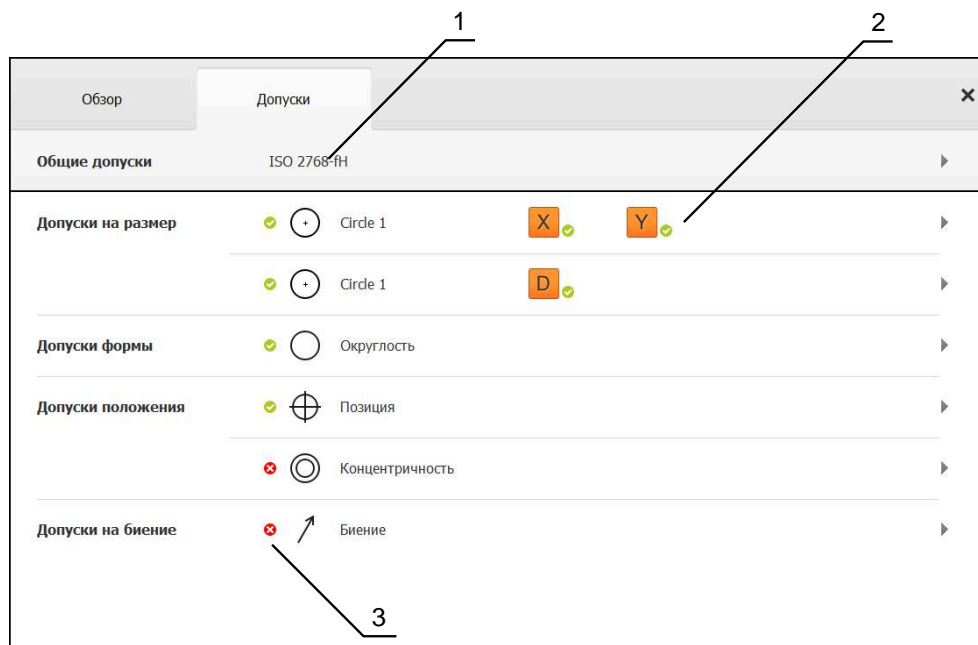 1
2
Обзор
Допуски
Общие допуски
ISO 2768-fH
Допуски на размер
Circle 1
X
Y
Circle 1
D
Допуски формы
Округлость
Допуски положения
Позиция
Концентричность
Допуски на биение
Биение
3